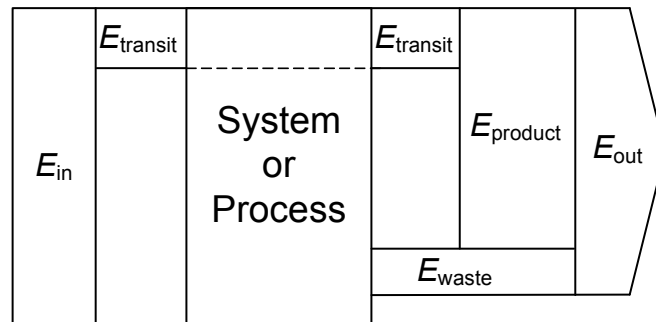 E_transit
E_transit
System
or
Process
E_in
E_product
E_out
E_waste